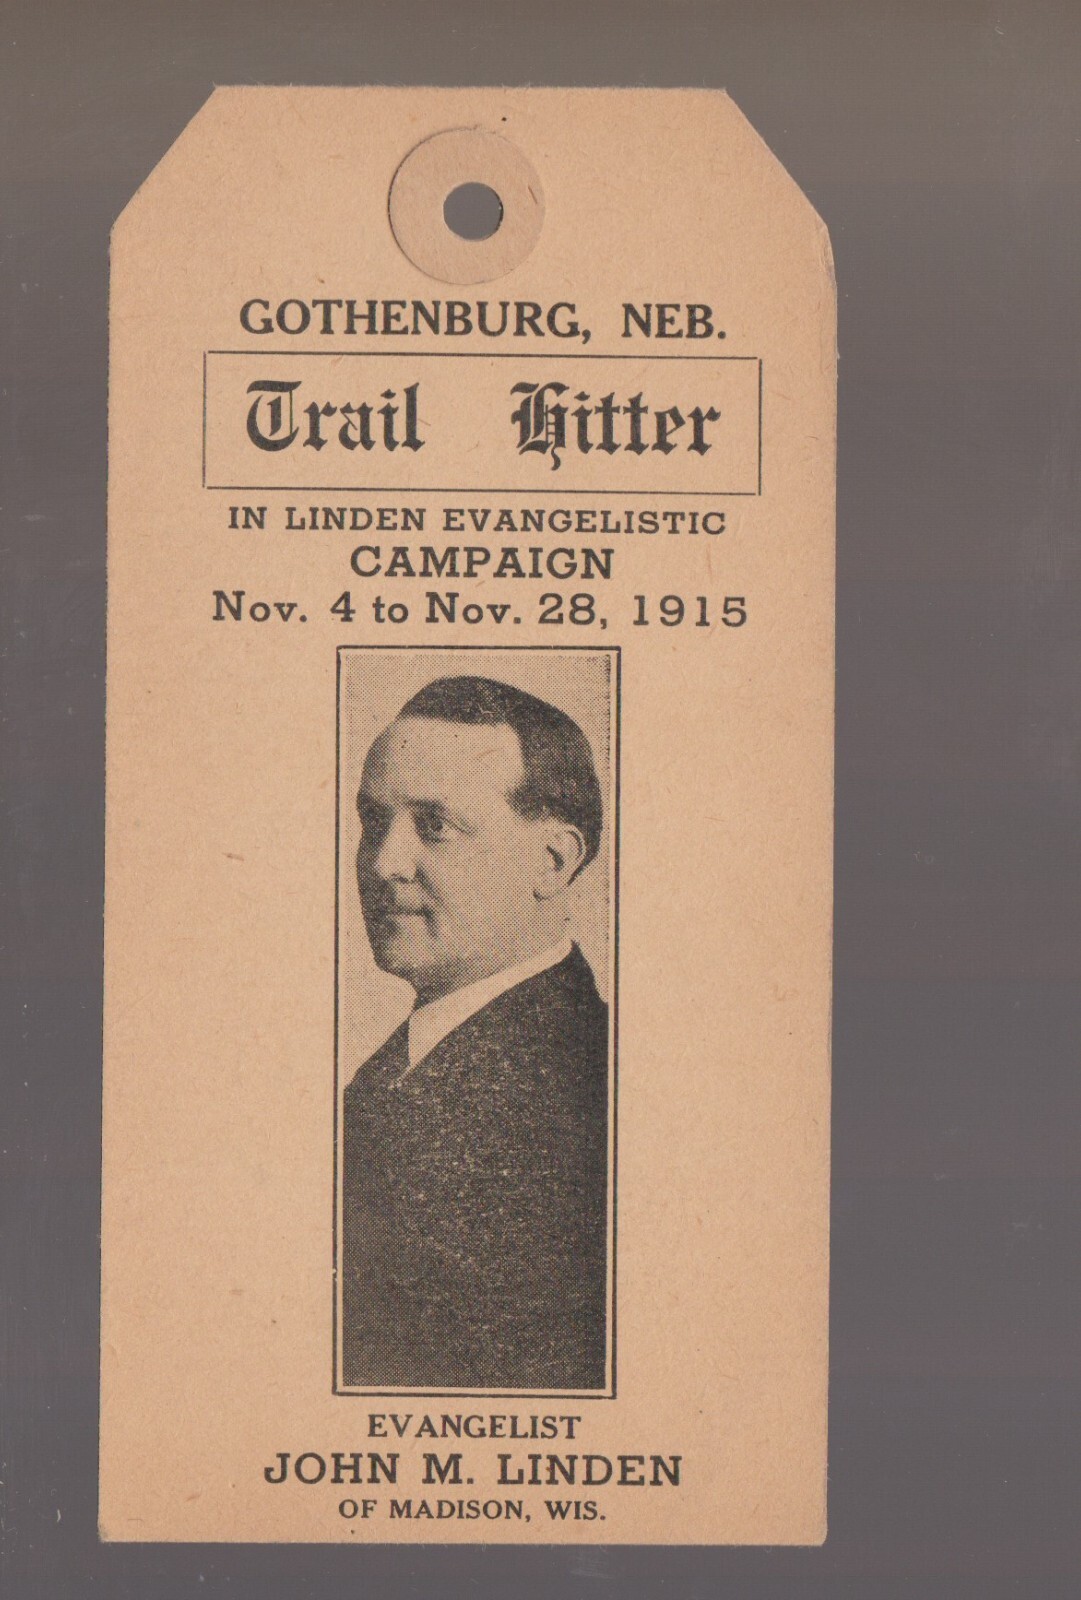 GOTHENBURG, NEB.
Trail Hitter
IN LINDEN EVANGELISTIC
CAMPAIGN
Nov. 4 to Nov. 28, 1915
EVANGELIST
JOHN M. LINDEN
OF MADISON, WIS.